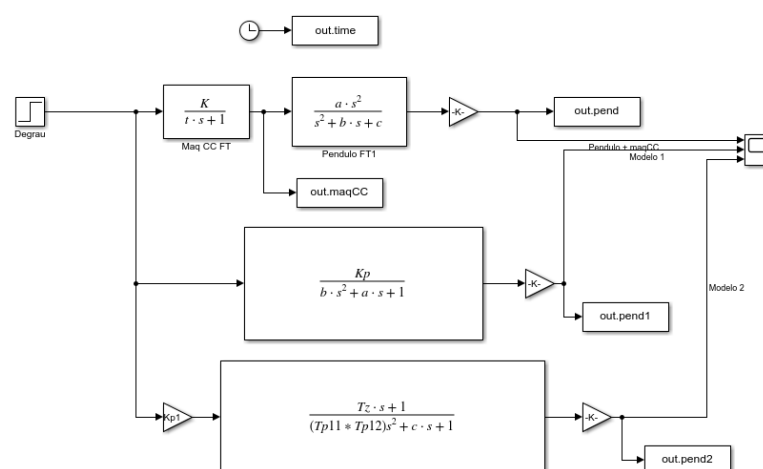 out.time
K
t · s + 1
a · s²
s² + b · s + c
-K-
out.pend
Degrau
Maq CC FT
Pendulo FT1
Pendulo + maqCC
Modelo 1
out.maqCC
Kp
b · s² + a · s + 1
-K-
Modelo 2
out.pend1
Kp1
Tz · s + 1
(Tp11 * Tp12)s² + c · s + 1
-K-
out.pend2